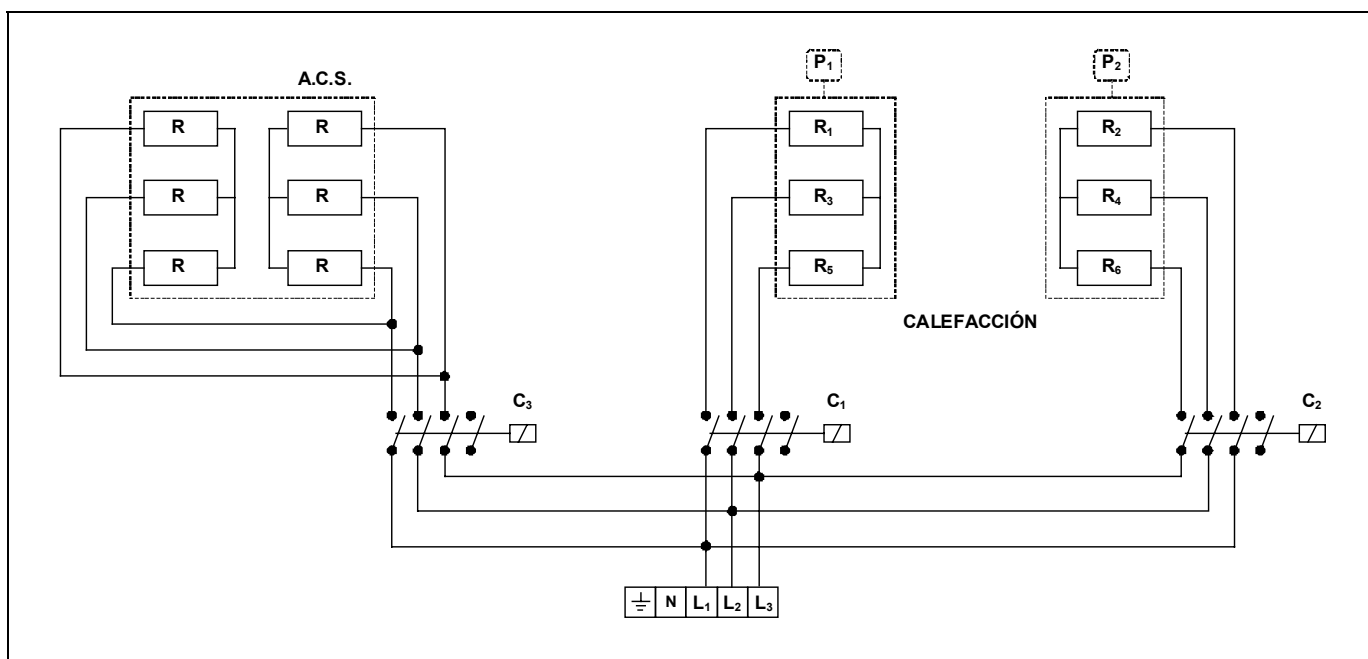 A.C.S.
P1
P2
R R
R R
R R
R1
R3
R5
R2
R4
R6
CALEFACCIÓN
C3
C1
C2
N L1 L2 L3